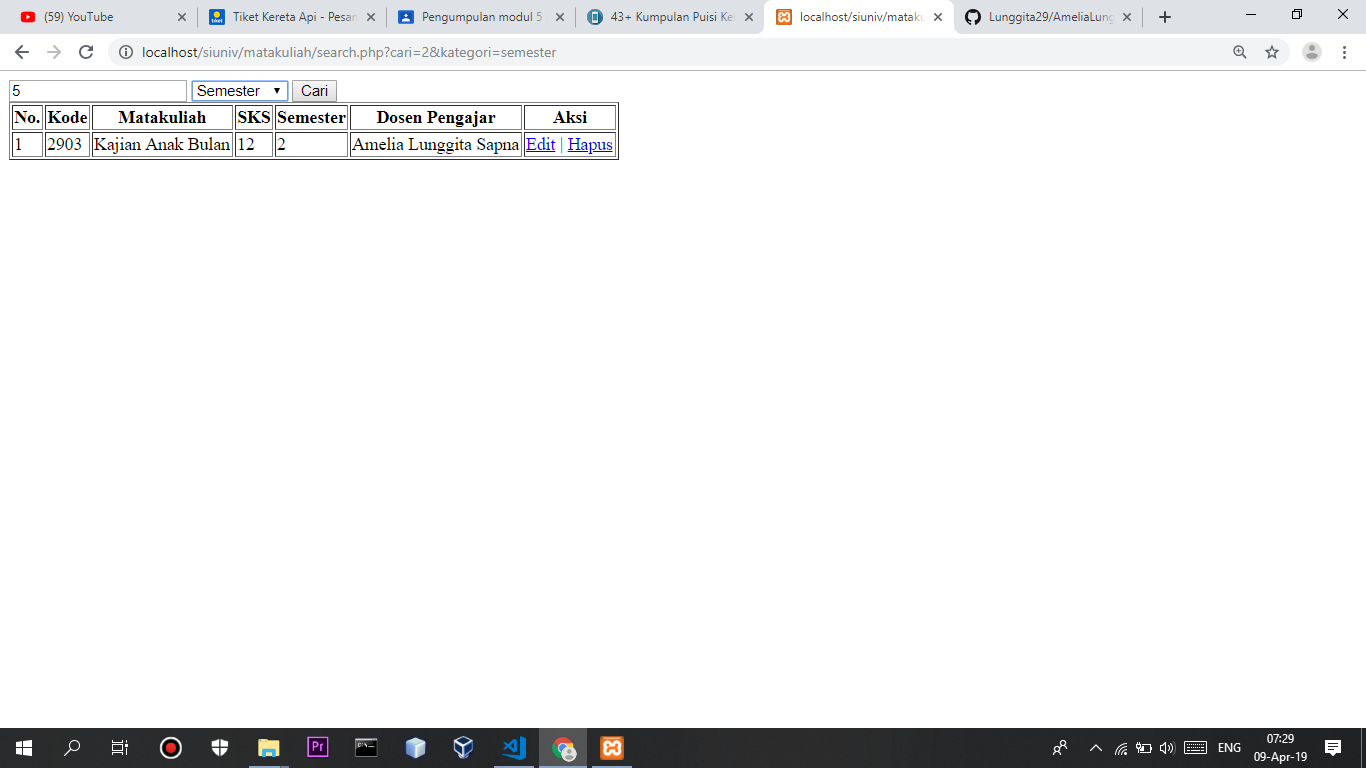 (59) YouTube
Tiket Kereta Api - Pesan
Pengumpulan modul 5
43+ Kumpulan Puisi Ke
localhost/siuniv/mataku
Lunggita29/AmeliaLung
localhost/siuniv/matakuliah/search.php?cari=2&kategori=semester
5 Semester Cari
No. Kode Matakuliah SKS Semester Dosen Pengajar Aksi
1 2903 Kajian Anak Bulan 12 2 Amelia Lunggita Sapna Edit | Hapus
Pr
C:\_
ENG
07:29
09-Apr-19